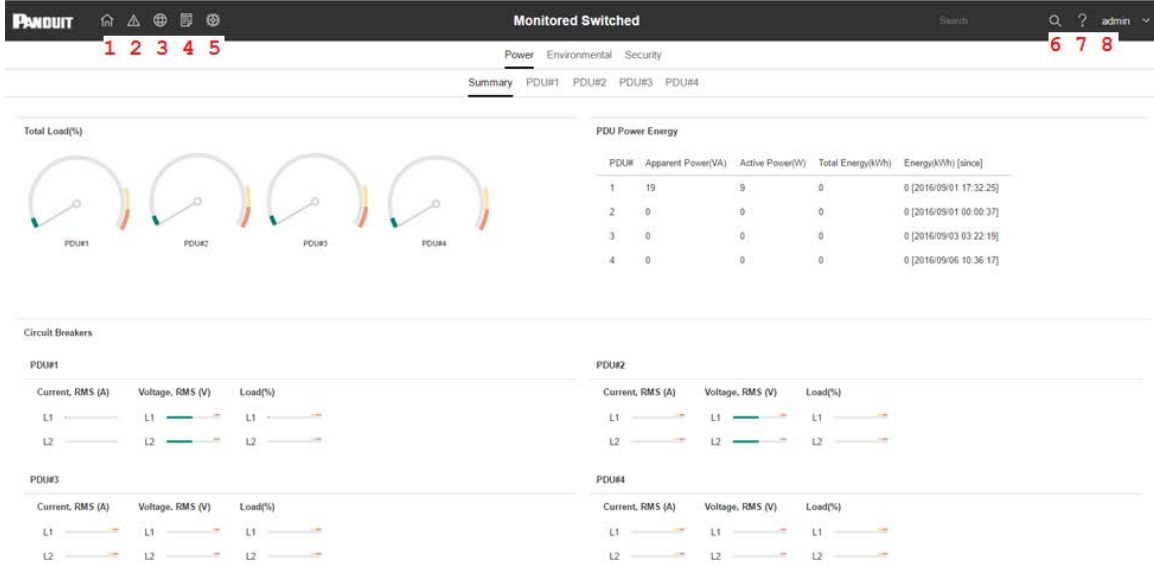 PANDUIT Monitored Switched Search ? admin
1 2 3 4 5 6 7 8
Power Environmental Security
Summary PDU#1 PDU#2 PDU#3 PDU#4
Total Load(%)
PDU#1 PDU#2 PDU#3 PDU#4
PDU Power Energy
PDU# Apparent Power(VA) Active Power(W) Total Energy(kWh) Energy(kWh) [since]
1 19 9 0 0 [2016/09/01 17:32:25]
2 0 0 0 0 [2016/09/01 00:00:37]
3 0 0 0 0 [2016/09/03 03:22:19]
4 0 0 0 0 [2016/09/06 10:36:17]
Circuit Breakers
PDU#1
Current, RMS (A) Voltage, RMS (V) Load(%)
L1 L1 L1
L2 L2 L2
PDU#2
Current, RMS (A) Voltage, RMS (V) Load(%)
L1 L1 L1
L2 L2 L2
PDU#3
Current, RMS (A) Voltage, RMS (V) Load(%)
L1 L1 L1
L2 L2 L2
PDU#4
Current, RMS (A) Voltage, RMS (V) Load(%)
L1 L1 L1
L2 L2 L2